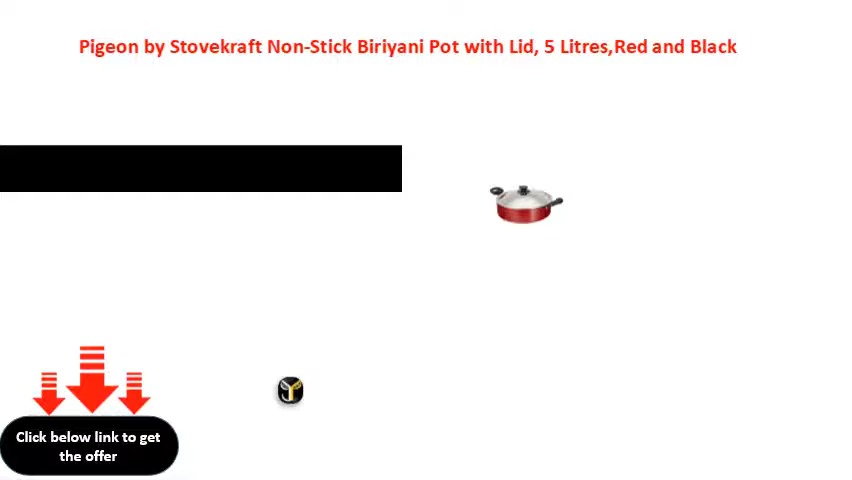 Pigeon by Stovekraft Non-Stick Biriyani Pot with Lid, 5 Litres,Red and Black
Click below link to get
the offer